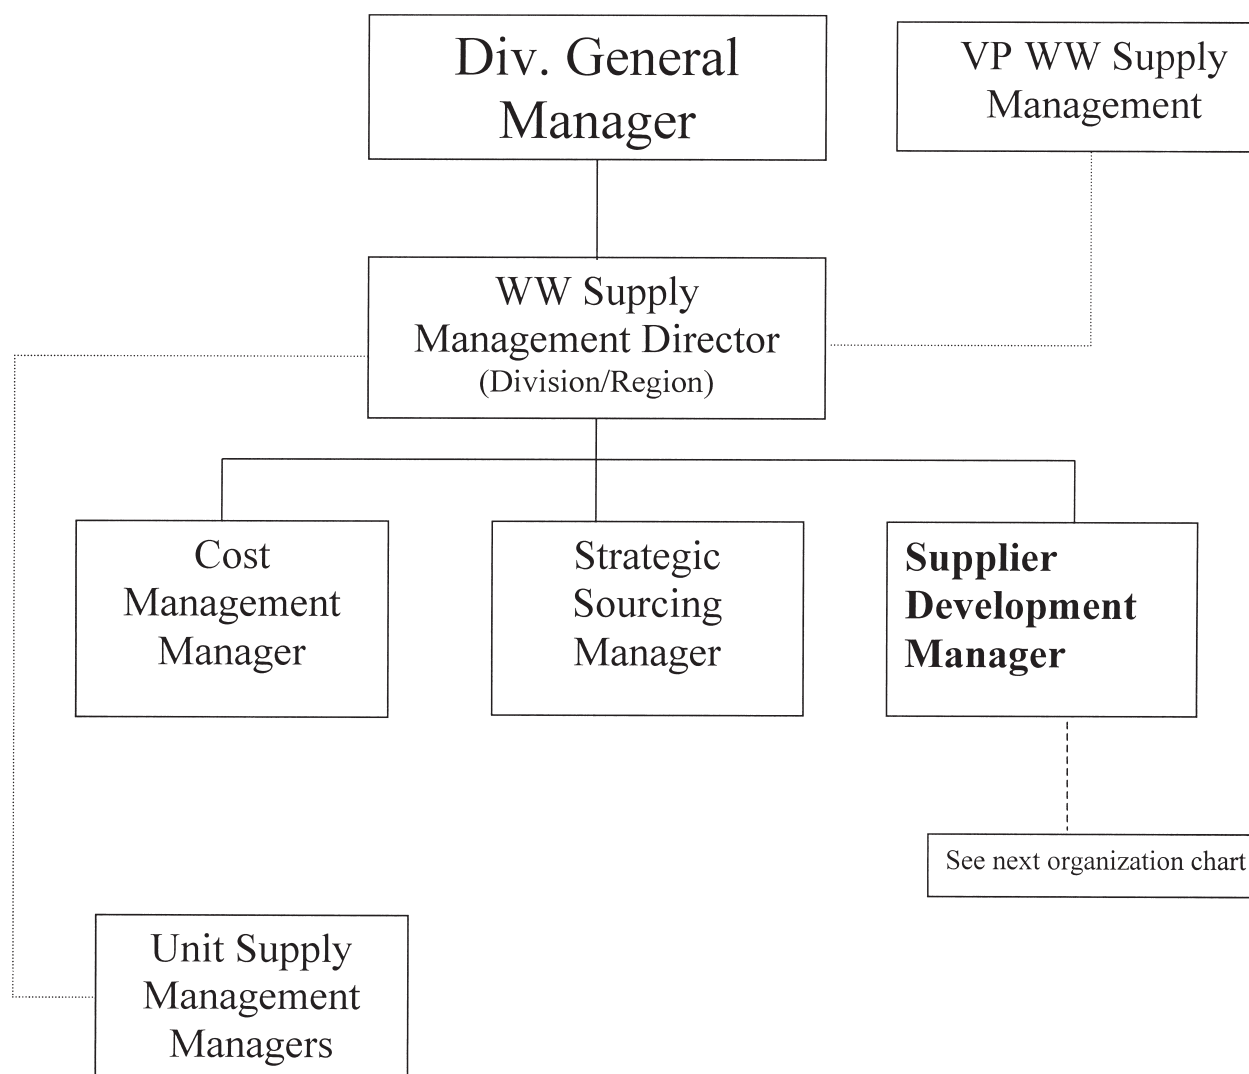 Div. General
Manager
VP WW Supply
Management
WW Supply
Management Director
(Division/Region)
Cost
Management
Manager
Strategic
Sourcing
Manager
Supplier
Development
Manager
See next organization chart
Unit Supply
Management
Managers